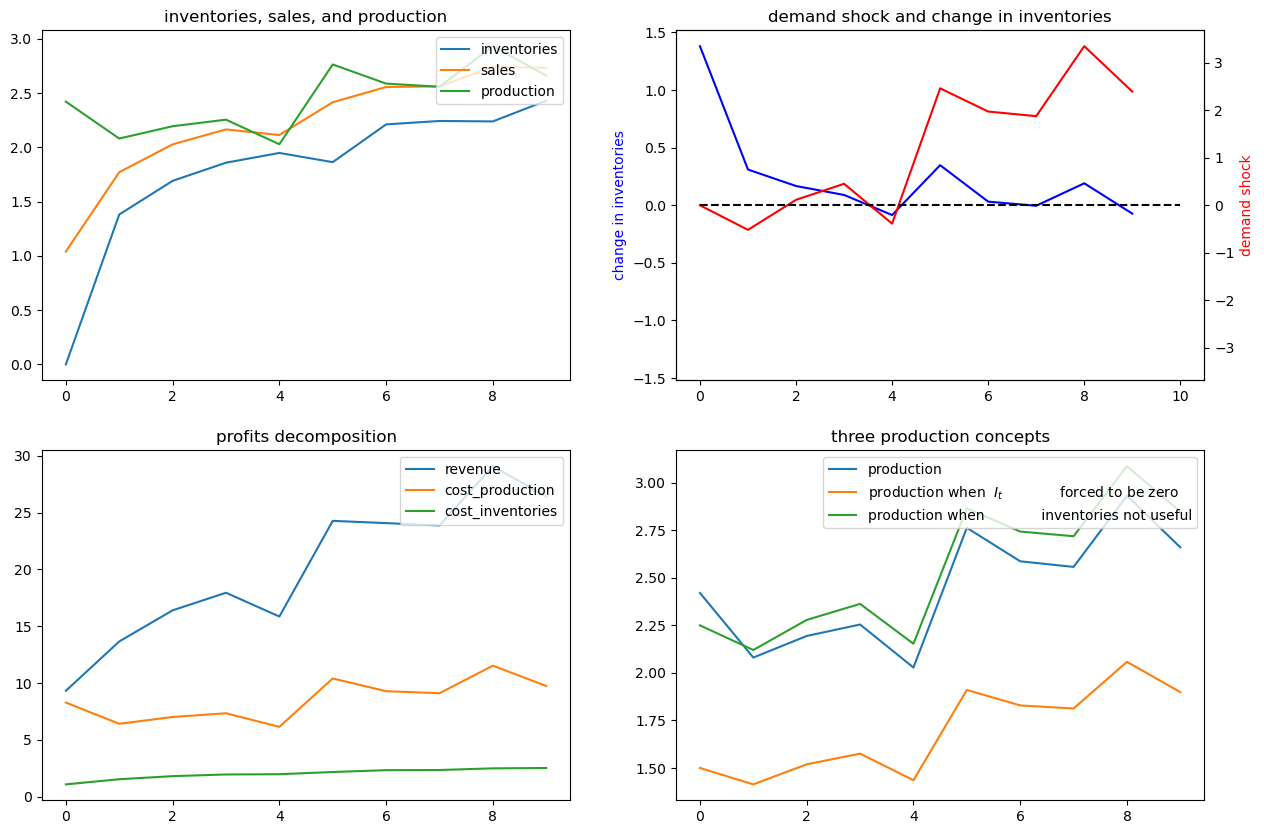 inventories, sales, and production
3.0
2.5
2.0
1.5
1.0
0.5
0.0
inventories
sales
production
0 2 4 6 8
demand shock and change in inventories
change in inventories
1.5
1.0
0.5
0.0
−0.5
−1.0
−1.5
3
2
1
0
−1
−2
−3
demand shock
0 2 4 6 8 10
profits decomposition
30
25
20
15
10
5
0
revenue
cost_production
cost_inventories
0 2 4 6 8
three production concepts
3.00
2.75
2.50
2.25
2.00
1.75
1.50
production
production when I_t forced to be zero
production when inventories not useful
0 2 4 6 8